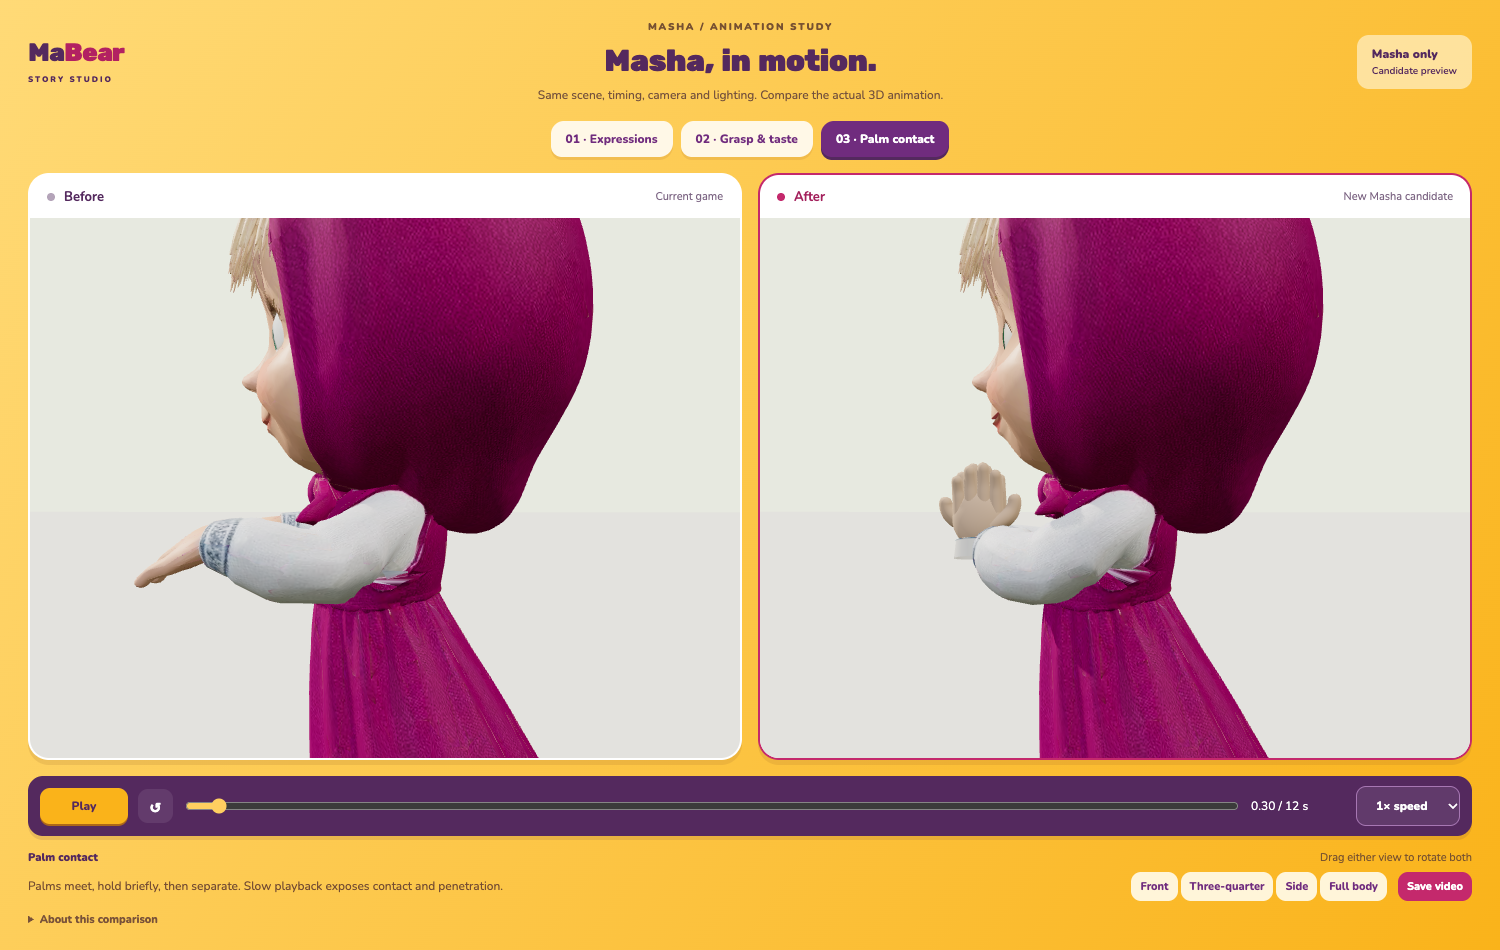 MaBear
STORY STUDIO
MASHA / ANIMATION STUDY
Masha, in motion.
Same scene, timing, camera and lighting. Compare the actual 3D animation.
Masha only
Candidate preview
01 · Expressions
02 · Grasp & taste
03 · Palm contact
Before
Current game
After
New Masha candidate
Play
↺
0.30 / 12 s
1× speed
Palm contact
Drag either view to rotate both
Palms meet, hold briefly, then separate. Slow playback exposes contact and penetration.
Front
Three-quarter
Side
Full body
Save video
About this comparison